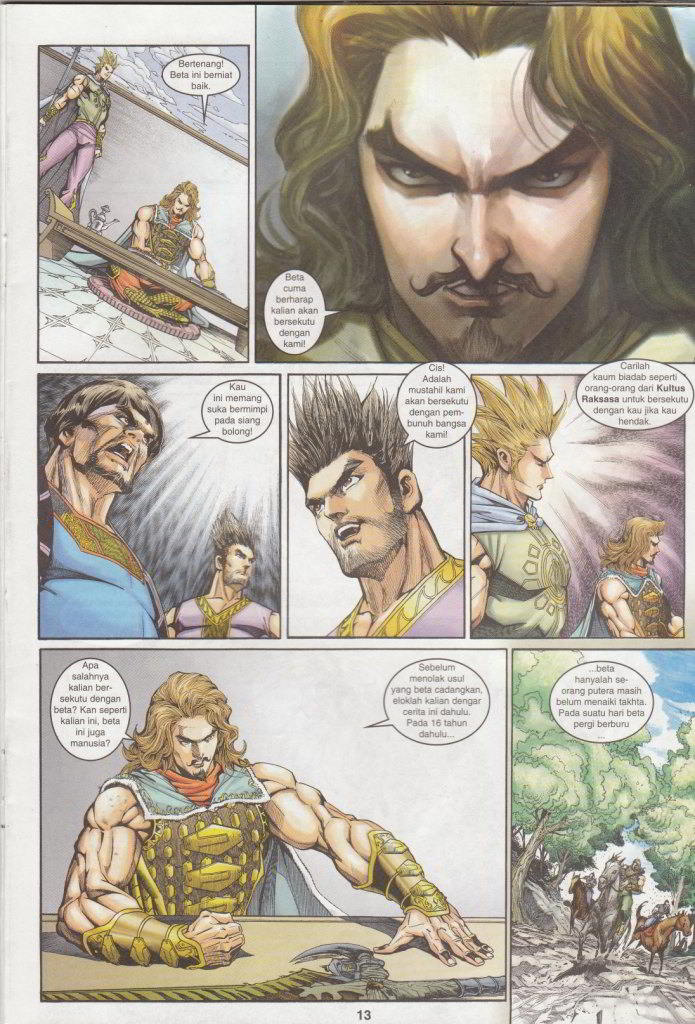 Bertenang!
Beta ini berniat
baik.
Beta
cuma
berharap
kalian akan
bersekutu
dengan
kami!
Kau
ini memang
suka bermimpi
pada siang
bolong!
Cis!
Adalah
mustahil kami
akan bersekutu
dengan pem-
bunuh bangsa
kami!
Carilah
kaum biadab seperti
orang-orang dari Kultus
Raksasa untuk bersekutu
dengan kau jika kau
hendak.
Apa
salahnya
kalian ber-
sekutu dengan
beta? Kan seperti
kalian ini, beta
ini juga
manusia?
Sebelum
menolak usul
yang beta cadangkan,
eloklah kalian dengar
cerita ini dahulu.
Pada 16 tahun
dahulu...
...beta
hanyalah se-
orang putera masih
belum menaiki takhta.
Pada suatu hari beta
pergi berburu
...
13